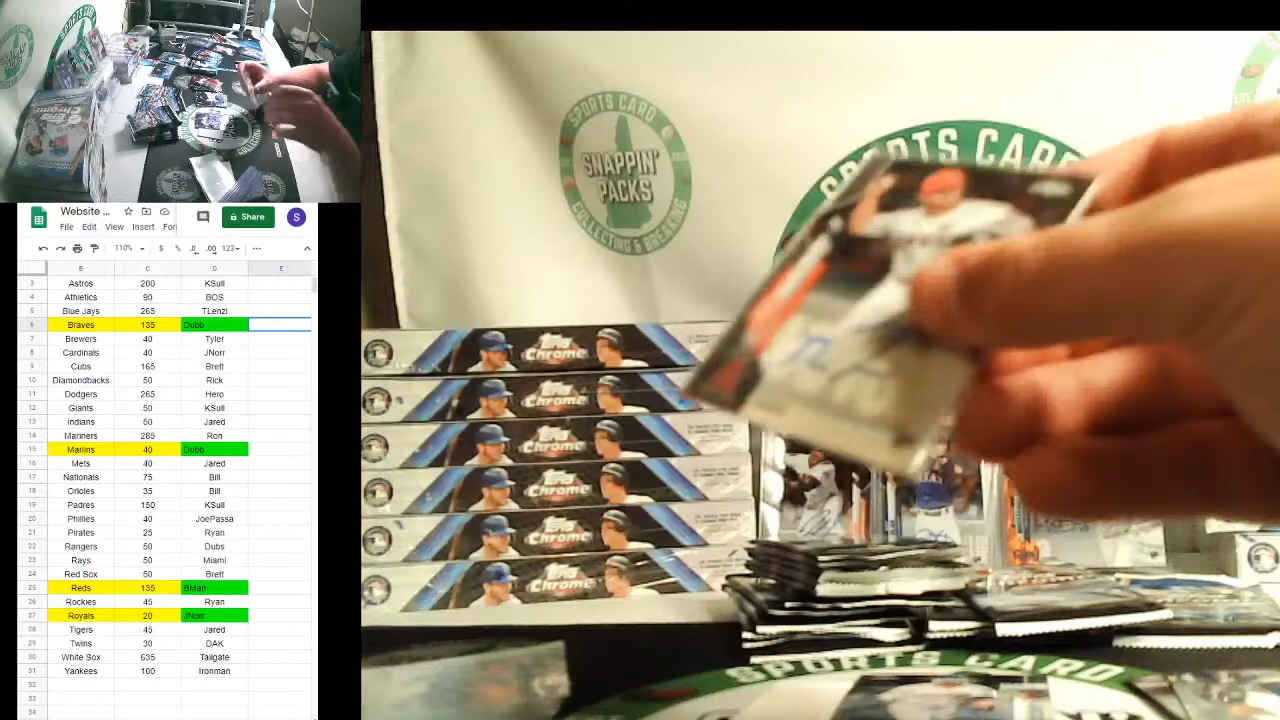 Website ...
File Edit View Insert For
Share
S
110%
$ % .0 .00 123
B C D E
3 Astros 200 KSull
4 Athletics 90 BOS
5 Blue Jays 265 TLenzi
6 Braves 135 Dubb
7 Brewers 40 Tyler
8 Cardinals 40 JNorr
9 Cubs 165 Brett
10 Diamondbacks 50 Rick
11 Dodgers 265 Hero
12 Giants 50 KSull
13 Indians 50 Jared
14 Mariners 285 Ron
15 Marlins 40 Dubb
16 Mets 40 Jared
17 Nationals 75 Bill
18 Orioles 35 Bill
19 Padres 150 KSull
20 Phillies 40 JoePassa
21 Pirates 25 Ryan
22 Rangers 50 Dubs
23 Rays 50 Miami
24 Red Sox 50 Brett
25 Reds 135 BMan
26 Rockies 45 Ryan
27 Royals 20 JNorr
28 Tigers 45 Jared
29 Twins 30 DAK
30 White Sox 635 Tailgate
31 Yankees 100 Ironman
32
33
34
SPORTS CARD
SNAPPIN'
PACKS
COLLECTING & BREAKING
SPORTS CARD
Topps Chrome
Topps Chrome
Topps Chrome
Topps Chrome
Topps Chrome
Topps Chrome
SPORTS CARD
Topps Chrome